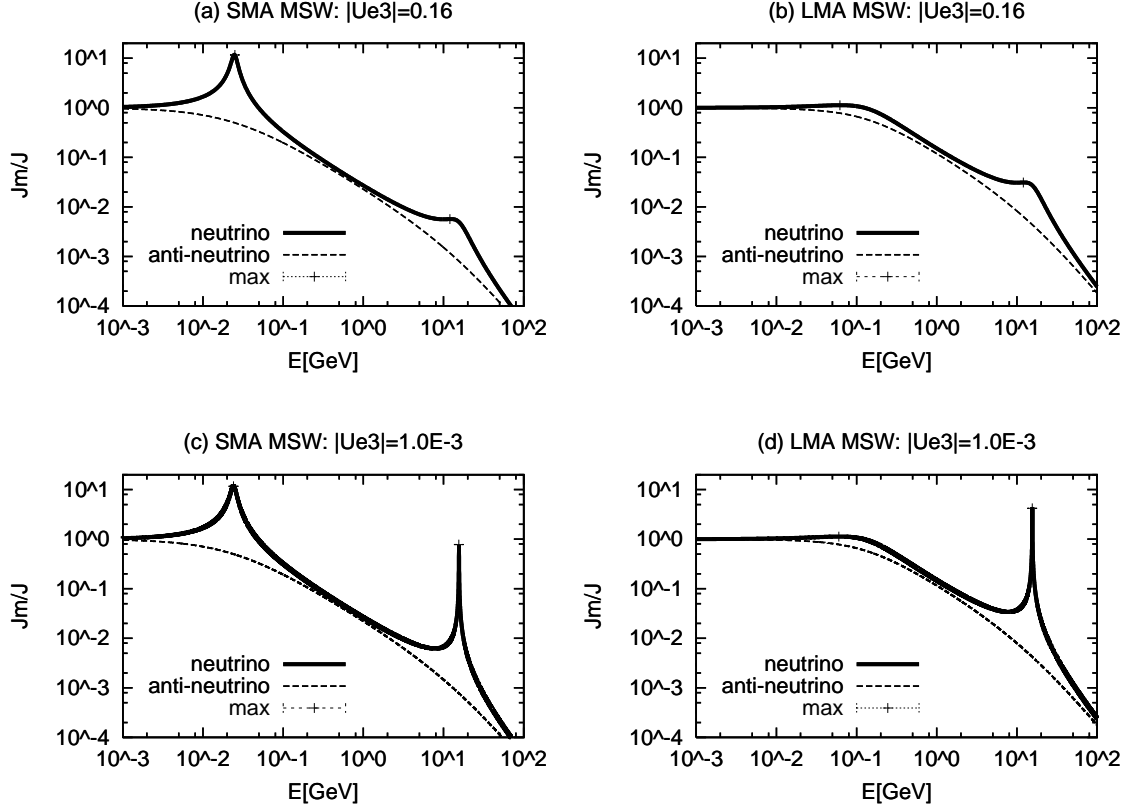 (a) SMA MSW: |Ue3|=0.16
10^1
10^0
10^-1
10^-2
10^-3
10^-4
Jm/J
neutrino
anti-neutrino
max
10^-3 10^-2 10^-1 10^0 10^1 10^2
E[GeV]
(b) LMA MSW: |Ue3|=0.16
10^1
10^0
10^-1
10^-2
10^-3
10^-4
Jm/J
neutrino
anti-neutrino
max
10^-3 10^-2 10^-1 10^0 10^1 10^2
E[GeV]
(c) SMA MSW: |Ue3|=1.0E-3
10^1
10^0
10^-1
10^-2
10^-3
10^-4
Jm/J
neutrino
anti-neutrino
max
10^-3 10^-2 10^-1 10^0 10^1 10^2
E[GeV]
(d) LMA MSW: |Ue3|=1.0E-3
10^1
10^0
10^-1
10^-2
10^-3
10^-4
Jm/J
neutrino
anti-neutrino
max
10^-3 10^-2 10^-1 10^0 10^1 10^2
E[GeV]